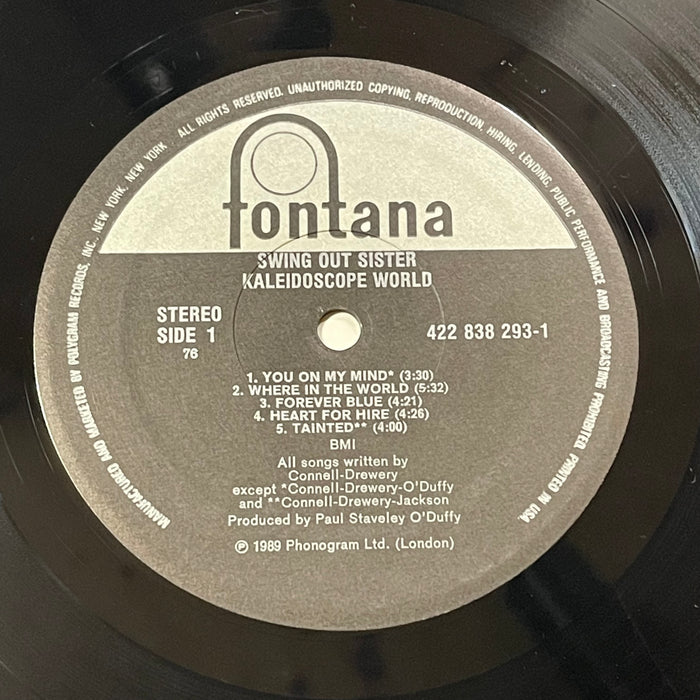 MANUFACTURED AND MARKETED BY POLYGRAM RECORDS, INC. NEW YORK, NEW YORK ALL RIGHTS RESERVED. UNAUTHORIZED COPYING, REPRODUCTION, HIRING, LENDING, PUBLIC PERFORMANCE AND BROADCASTING PROHIBITED. PRINTED IN USA
fontana
SWING OUT SISTER
KALEIDOSCOPE WORLD
STEREO
SIDE 1
76
422 838 293-1
1. YOU ON MY MIND* (3:30)
2. WHERE IN THE WORLD (5:32)
3. FOREVER BLUE (4:21)
4. HEART FOR HIRE (4:26)
5. TAINTED** (4:00)
BMI
All songs written by
Connell-Drewery
except *Connell-Drewery-O'Duffy
and **Connell-Drewery-Jackson
Produced by Paul Staveley O'Duffy
℗ 1989 Phonogram Ltd. (London)